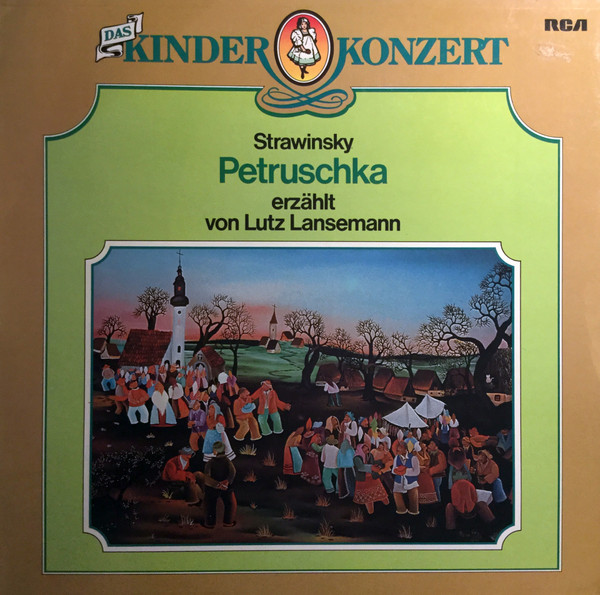 DAS
KINDER KONZERT
RCA
Strawinsky
Petruschka
erzählt
von Lutz Lansemann